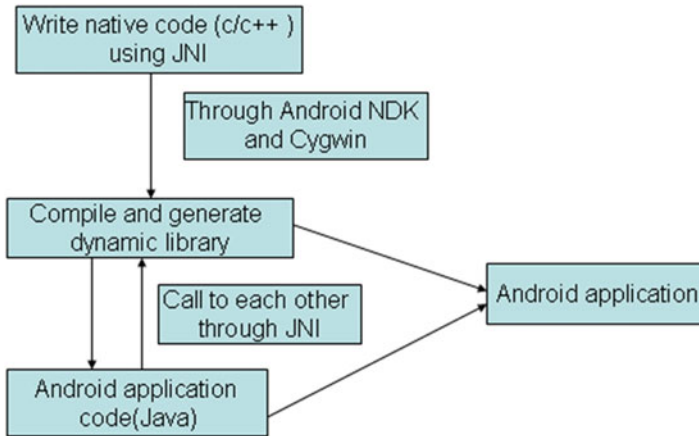 Write native code (c/c++ )
using JNI
Through Android NDK
and Cygwin
Compile and generate
dynamic library
Call to each other
through JNI
Android application
Android application
code(Java)